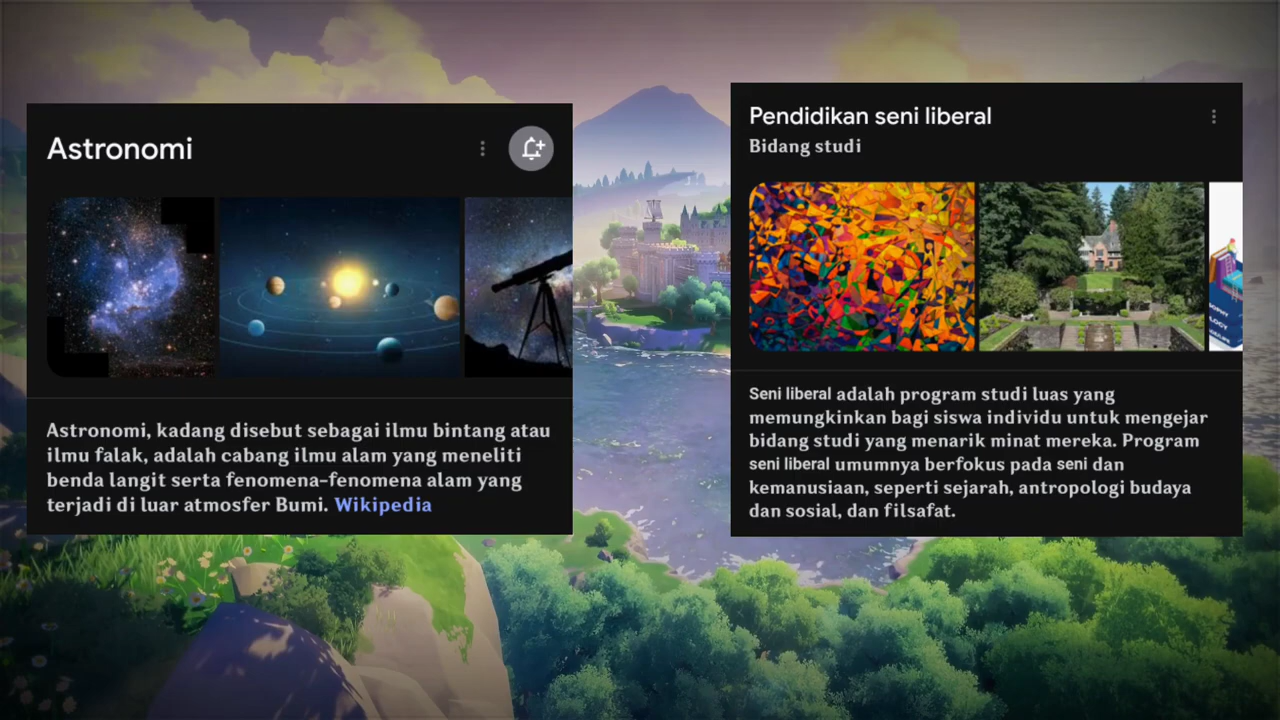 Astronomi
Astronomi, kadang disebut sebagai ilmu bintang atau
ilmu falak, adalah cabang ilmu alam yang meneliti
benda langit serta fenomena-fenomena alam yang
terjadi di luar atmosfer Bumi. Wikipedia
Pendidikan seni liberal
Bidang studi
Seni liberal adalah program studi luas yang
memungkinkan bagi siswa individu untuk mengejar
bidang studi yang menarik minat mereka. Program
seni liberal umumnya berfokus pada seni dan
kemanusiaan, seperti sejarah, antropologi budaya
dan sosial, dan filsafat.